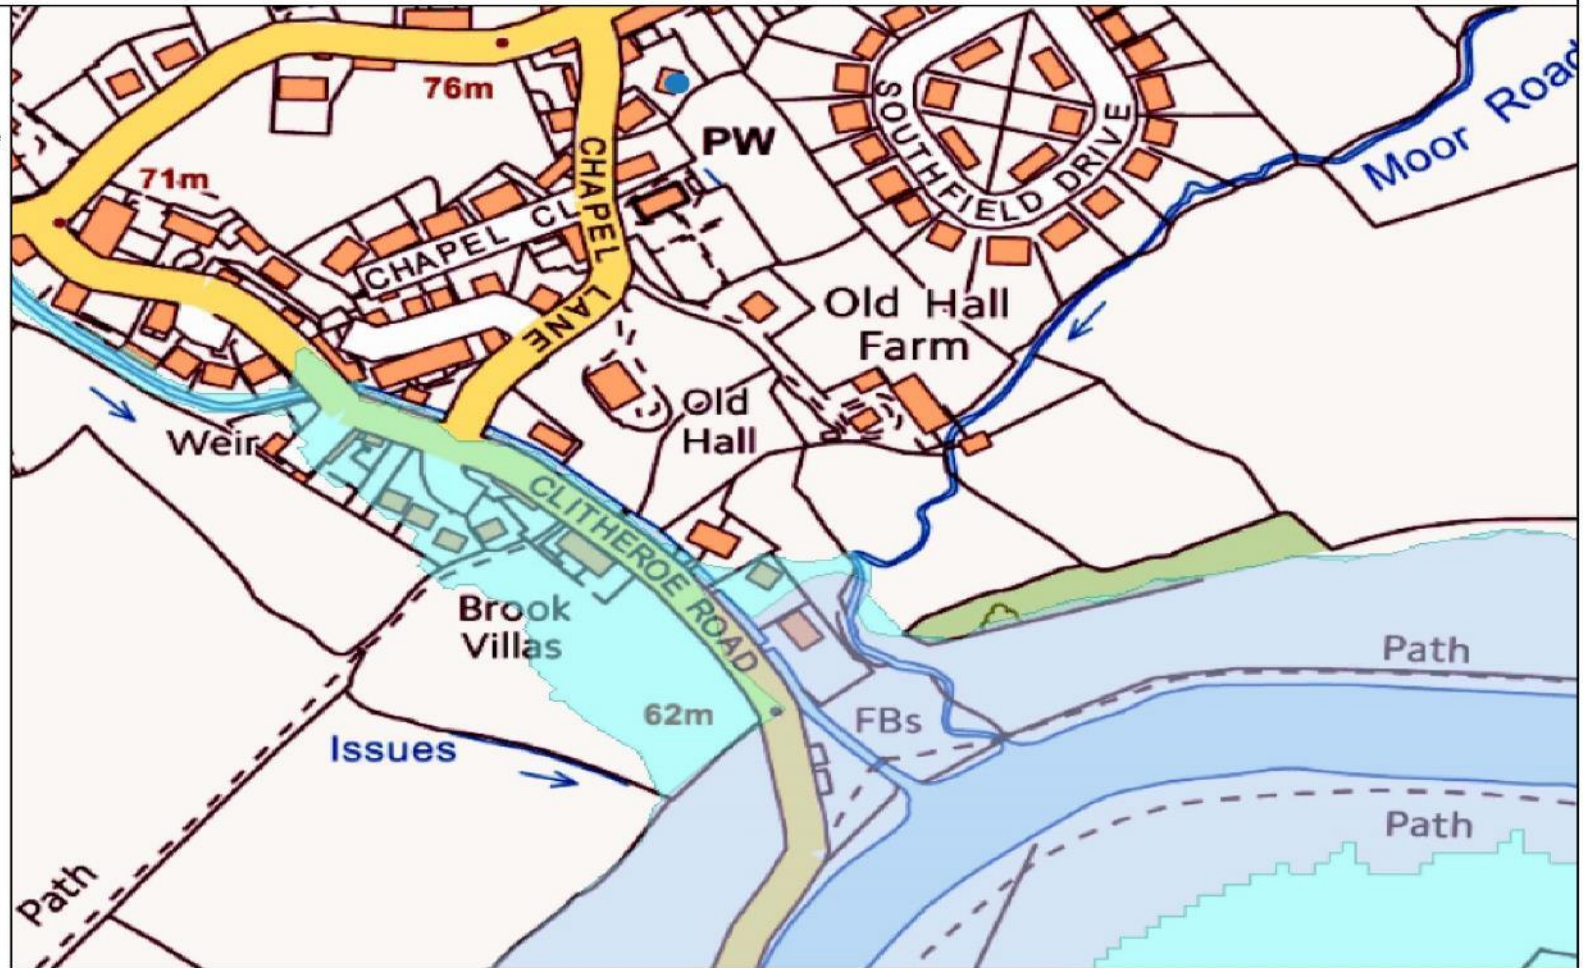 76m
PW
SOUTHFIELD DRIVE
Moor Road
71m
CHAPEL CL
CHAPEL LANE
Old Hall
Farm
Old
Hall
Weir
CLITHEROE ROAD
Brook
Villas
62m
FBs
Path
Issues
Path
Path